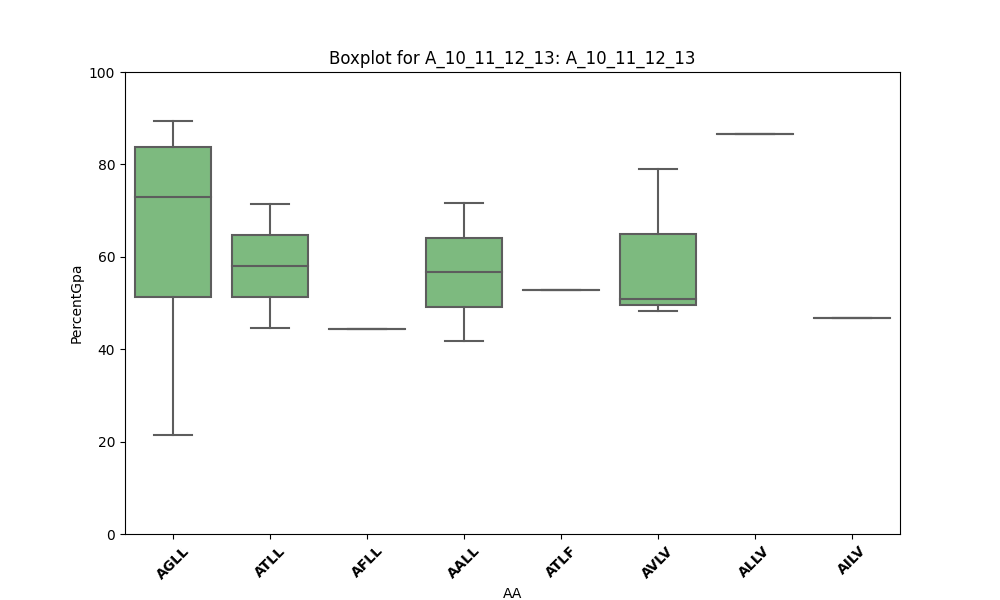 Boxplot for A_10_11_12_13: A_10_11_12_13
100
80
60
40
20
0
PercentGpa
AGLL ATLL AFLL AALL ATLF AVLV ALLV AILV
AA